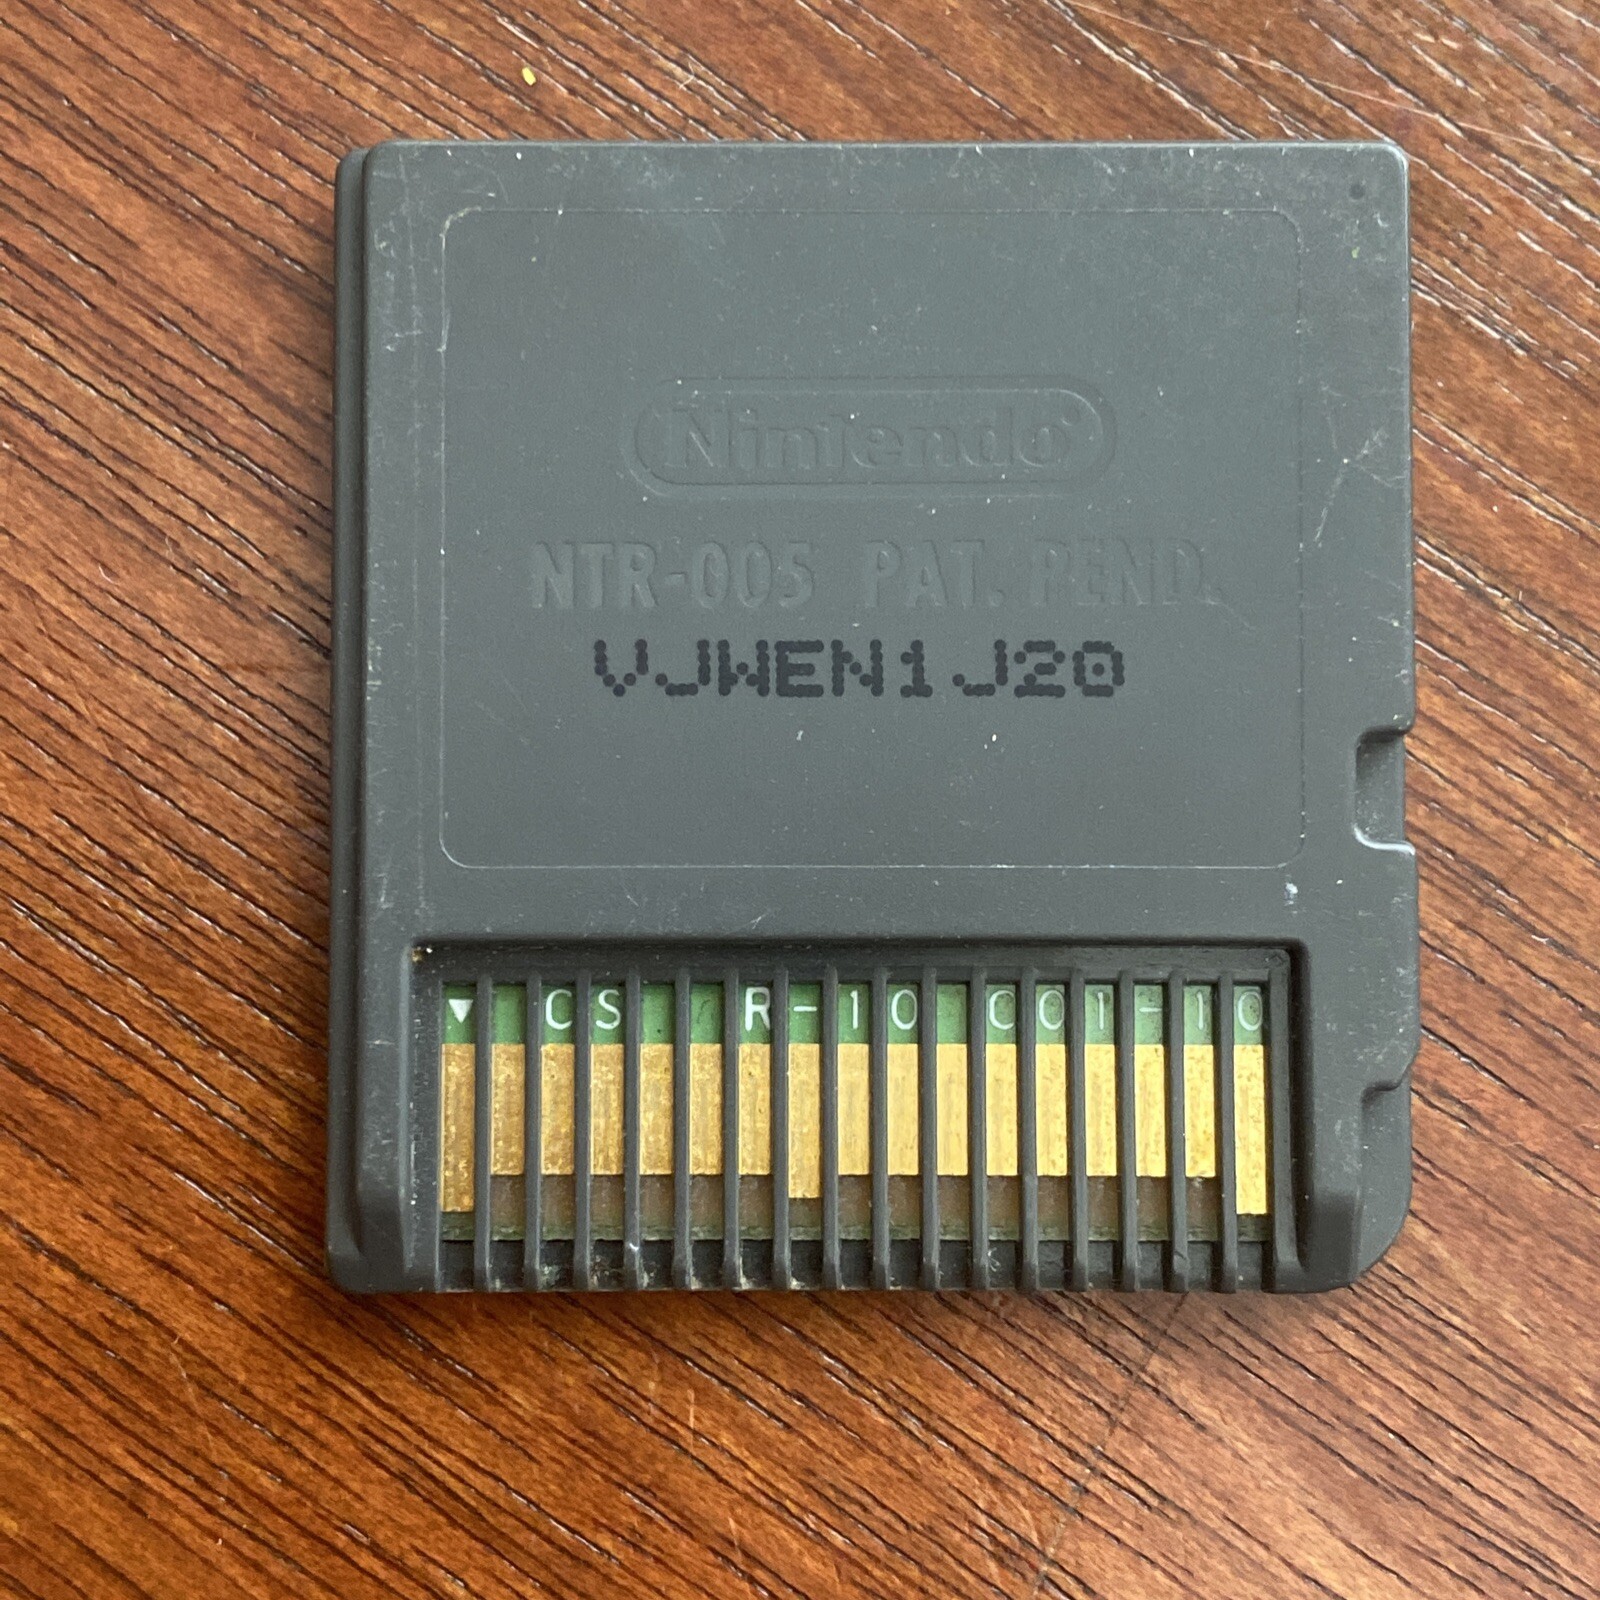 Nintendo®
NTR-005 PAT. PEND.
VJWEN1J20
▼ CS R-10 C01-10